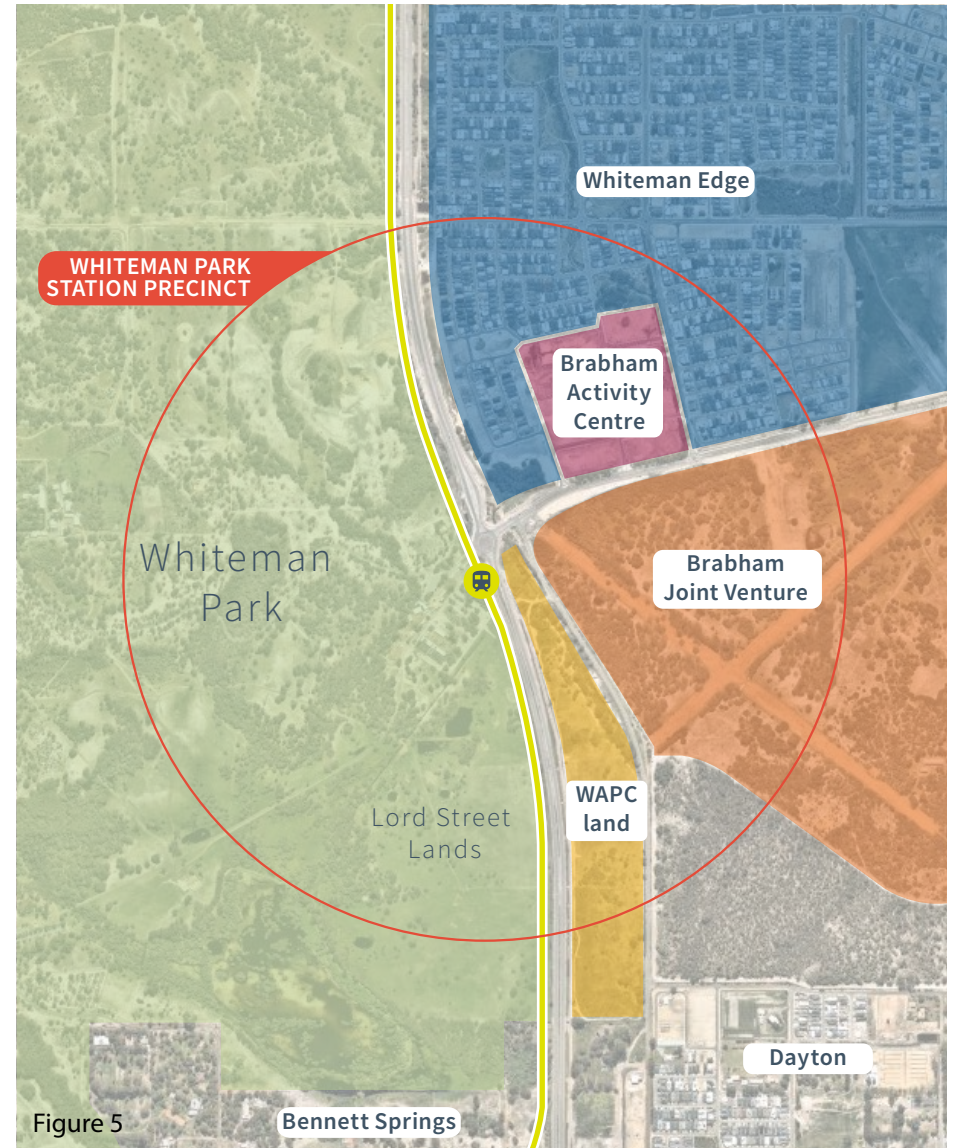 Whiteman Edge
WHITEMAN PARK
STATION PRECINCT
Brabham
Activity
Centre
Whiteman
Park
Brabham
Joint Venture
WAPC
land
Lord Street
Lands
Dayton
Bennett Springs
Figure 5